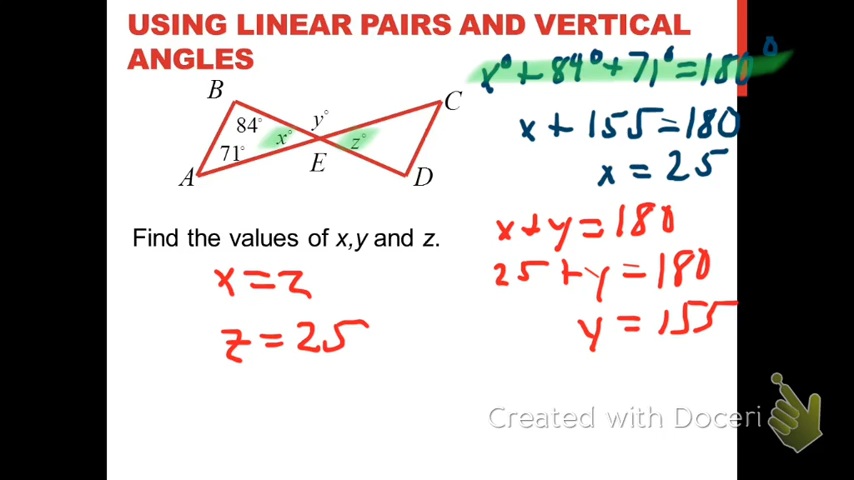 USING LINEAR PAIRS AND VERTICAL
ANGLES
B
C
84°
y°
x°
z°
71°
A
E
D
x° + 84° + 71° = 180°
x + 155 = 180
x = 25
Find the values of x,y and z.
x = z
z = 25
x + y = 180
25 + y = 180
y = 155
Created with Doceri